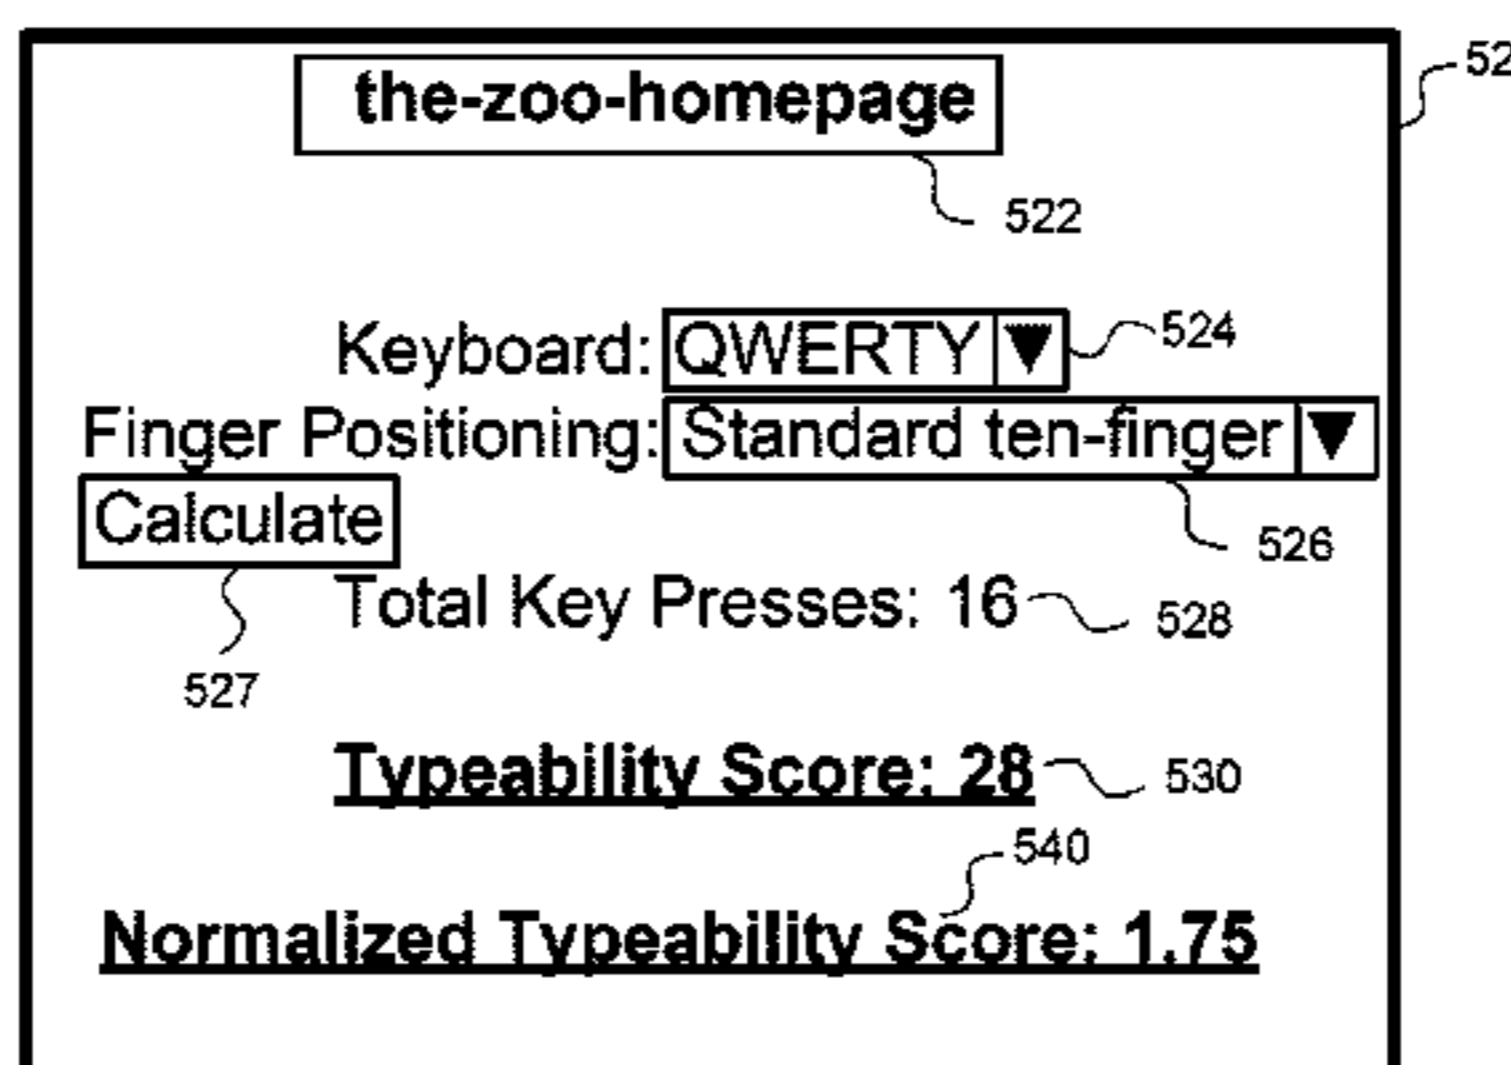 the-zoo-homepage
522
Keyboard: QWERTY 524
Finger Positioning: Standard ten-finger
Calculate
526
Total Key Presses: 16 528
527
Typeability Score: 28 530
540
Normalized Typeability Score: 1.75